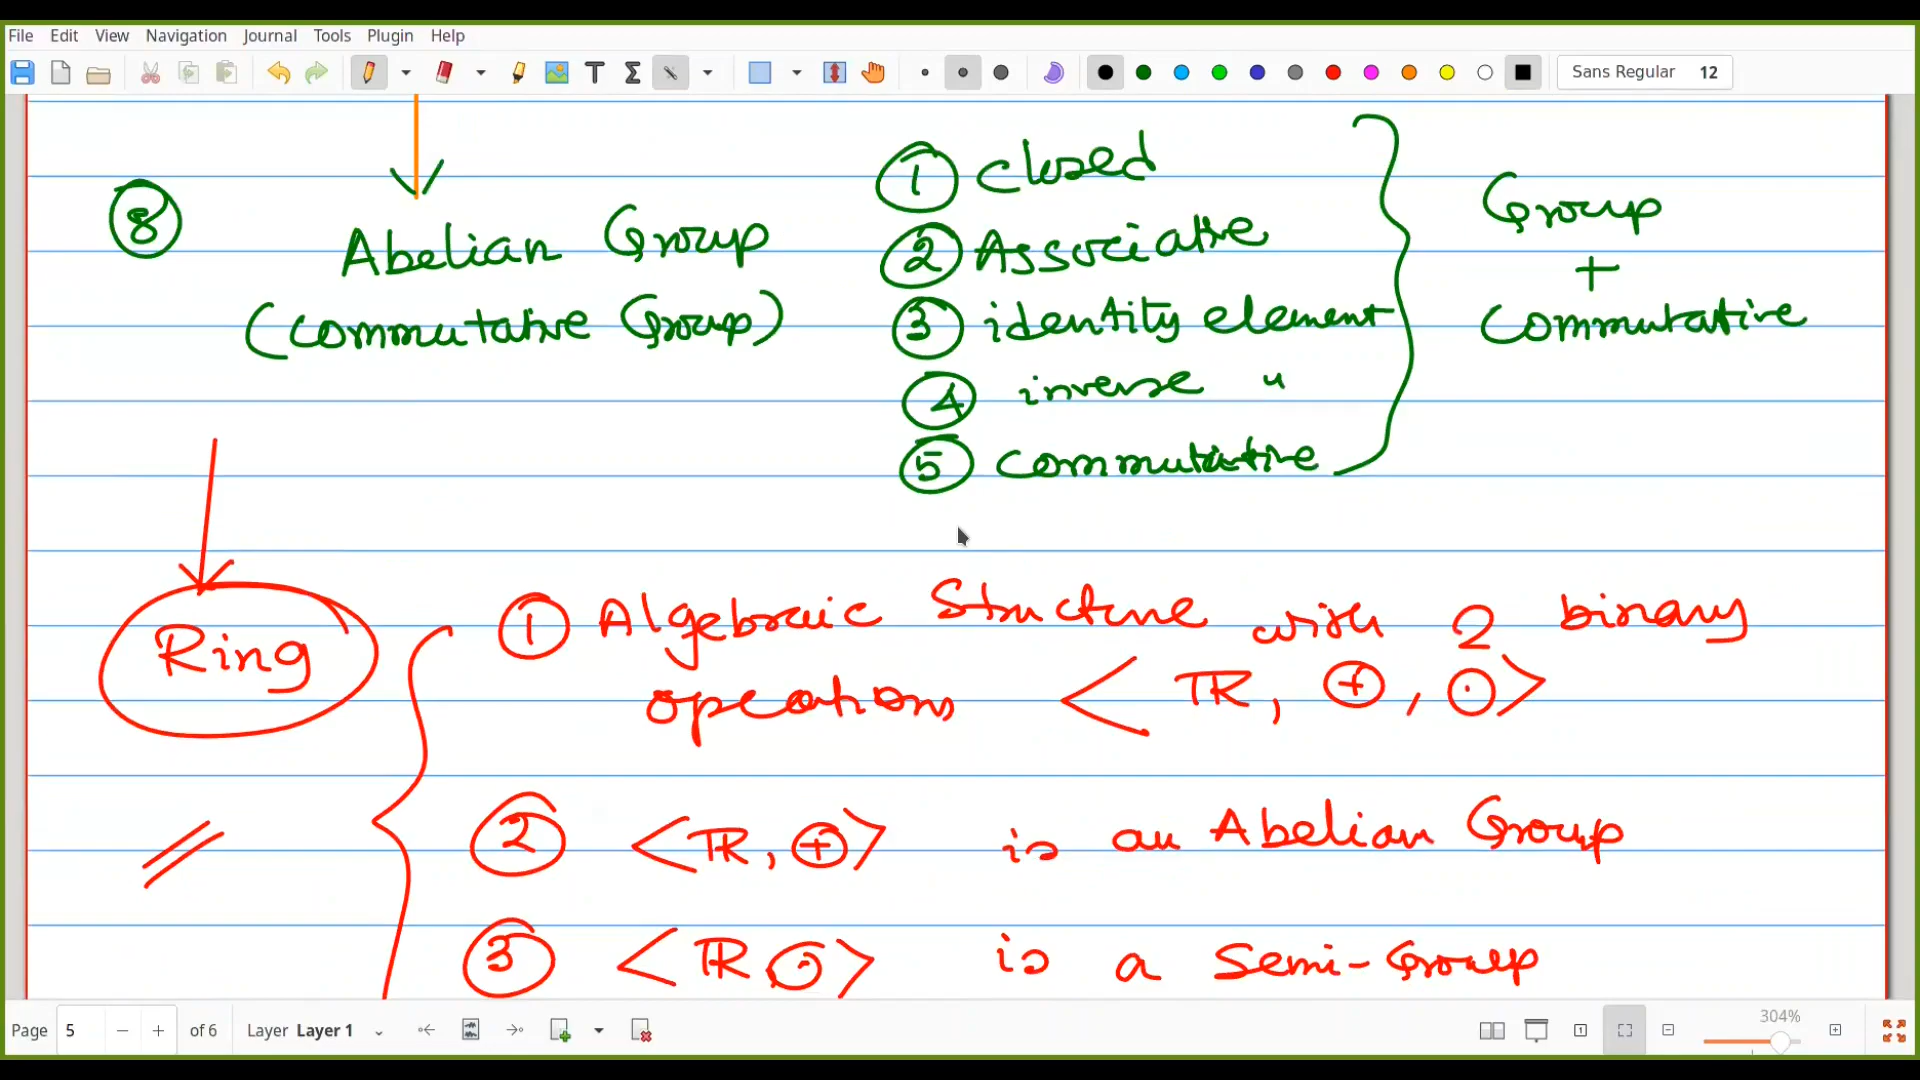 File Edit View Navigation Journal Tools Plugin Help
Sans Regular 12
8 Abelian Group
(commutative Group)
1 closed
2 Associative
3 identity element
4 inverse "
5 commutative
Group
+
commutative
Ring
1 Algebraic Structure with 2 binary
operations < R, ⊕, ⊙ >
2 < R, ⊕ > is an Abelian Group
3 < R ⊙ > is a Semi-Group
Page 5 of 6 Layer Layer 1 304%